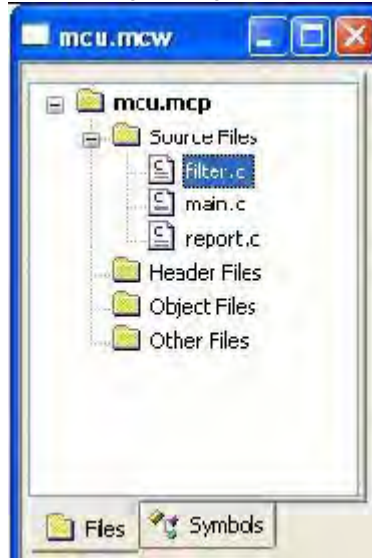 mcu.mcw
mcu.mcp
Source Files
filter.c
main.c
report.c
Header Files
Object Files
Other Files
Files Symbols